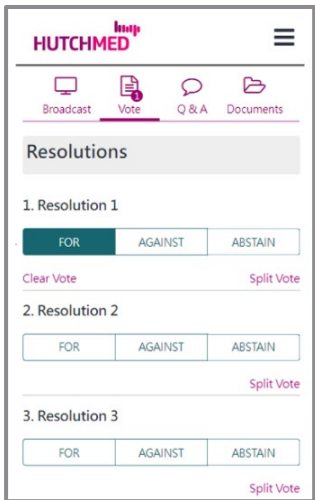 HUTCHMED
1
Broadcast Vote Q & A Documents
Resolutions
1. Resolution 1
FOR AGAINST ABSTAIN
Clear Vote Split Vote
2. Resolution 2
FOR AGAINST ABSTAIN
Split Vote
3. Resolution 3
FOR AGAINST ABSTAIN
Split Vote